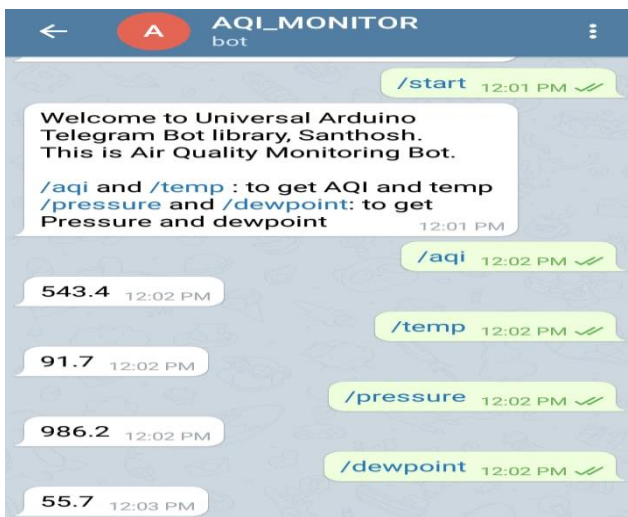 AQI_MONITOR
A
bot
/start 12:01 PM
Welcome to Universal Arduino
Telegram Bot library, Santhosh.
This is Air Quality Monitoring Bot.
/aqi and /temp : to get AQI and temp
/pressure and /dewpoint: to get
Pressure and dewpoint 12:01 PM
/aqi 12:02 PM
543.4 12:02 PM
/temp 12:02 PM
91.7 12:02 PM
/pressure 12:02 PM
986.2 12:02 PM
/dewpoint 12:02 PM
55.7 12:03 PM